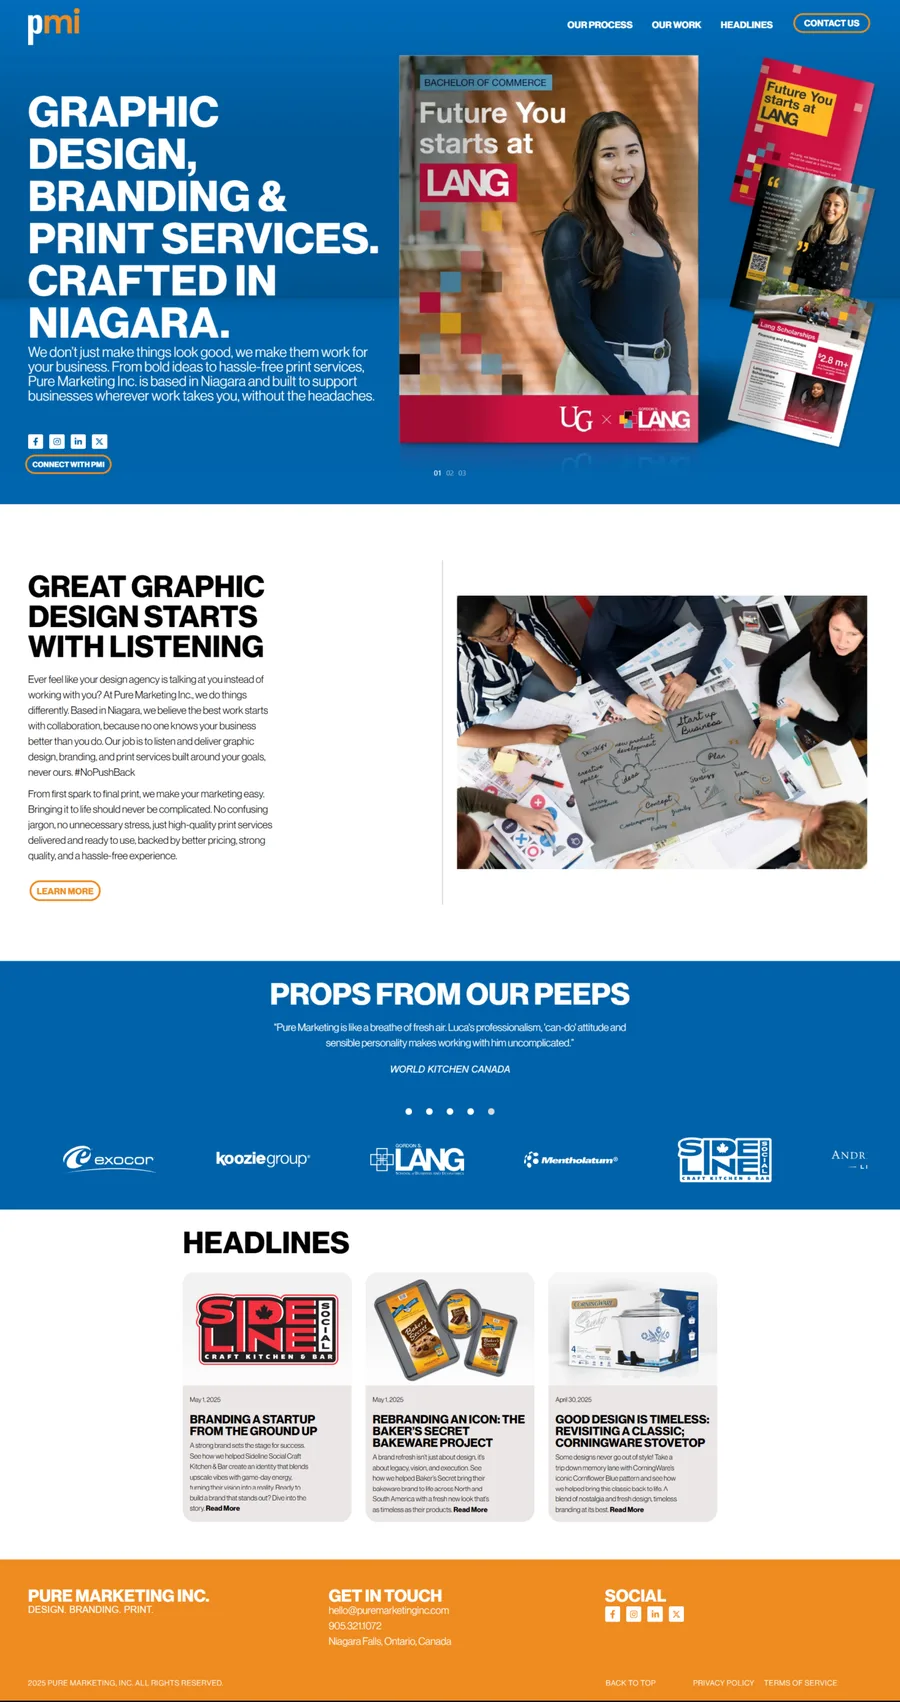 pmi
OUR PROCESS
OUR WORK
HEADLINES
CONTACT US
GRAPHIC
DESIGN,
BRANDING &
PRINT SERVICES.
CRAFTED IN
NIAGARA.
We don't just make things look good, we make them work for
your business. From bold ideas to hassle-free print services,
Pure Marketing Inc. is based in Niagara and built to support
businesses wherever work takes you, without the headaches.
CONNECT WITH PMI
BACHELOR OF COMMERCE
Future You
starts at
LANG
UG × LANG
Future You
starts at
LANG
Lang Scholarships
$2.8 m+
01 02 03
GREAT GRAPHIC
DESIGN STARTS
WITH LISTENING
Ever feel like your design agency is talking at you instead of
working with you? At Pure Marketing Inc., we do things
differently. Based in Niagara, we believe the best work starts
with collaboration, because no one knows your business
better than you do. Our job is to listen and deliver graphic
design, branding, and print services built around your goals,
never ours. #NoPushBack
From first spark to final print, we make your marketing easy.
Bringing it to life should never be complicated. No confusing
jargon, no unnecessary stress, just high-quality print services
delivered and ready to use, backed by better pricing, strong
quality, and a hassle-free experience.
LEARN MORE
Start up
Business
Design
new product
development
creative
space
ideas
Plan
Strategy
Concept
Contemporary
PROPS FROM OUR PEEPS
"Pure Marketing is like a breathe of fresh air. Luca's professionalism, 'can-do' attitude and
sensible personality makes working with him uncomplicated."
WORLD KITCHEN CANADA
exocor
kooziegroup®
GORDON S.
LANG
Mentholatum®
SIDELINE SOCIAL
CRAFT KITCHEN & BAR
ANDR
LI
HEADLINES
SIDELINE SOCIAL
CRAFT KITCHEN & BAR
May 1, 2025
BRANDING A STARTUP
FROM THE GROUND UP
A strong brand sets the stage for success.
See how we helped Sideline Social Craft
Kitchen & Bar create an identity that blends
upscale vibes with game-day energy,
turning their vision into a reality. Ready to
build a brand that stands out? Dive into the
story. Read More
Baker's
Secret
May 1, 2025
REBRANDING AN ICON: THE
BAKER'S SECRET
BAKEWARE PROJECT
A brand refresh isn't just about design, it's
about legacy, vision, and execution. See
how we helped Baker's Secret bring their
bakeware brand to life across North and
South America with a fresh new look that's
as timeless as their products. Read More
CORNINGWARE
April 30, 2025
GOOD DESIGN IS TIMELESS:
REVISITING A CLASSIC;
CORNINGWARE STOVETOP
Some designs never go out of style! Take a
trip down memory lane with CorningWare's
iconic Cornflower Blue pattern and see how
we helped bring this classic back to life. A
blend of nostalgia and fresh design, timeless
branding at its best. Read More
PURE MARKETING INC.
DESIGN. BRANDING. PRINT.
GET IN TOUCH
hello@puremarketinginc.com
905.321.1072
Niagara Falls, Ontario, Canada
SOCIAL
2025 PURE MARKETING, INC. ALL RIGHTS RESERVED.
BACK TO TOP
PRIVACY POLICY
TERMS OF SERVICE